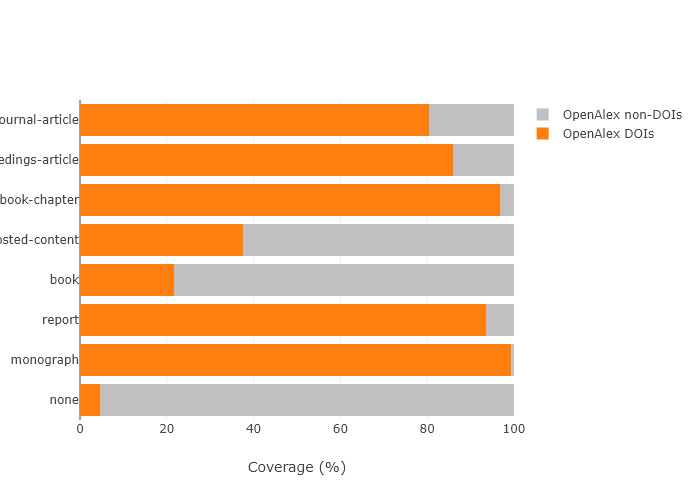 ournal-article
edings-article
book-chapter
osted-content
book
report
monograph
none
0 20 40 60 80 100
Coverage (%)
OpenAlex non-DOIs
OpenAlex DOIs